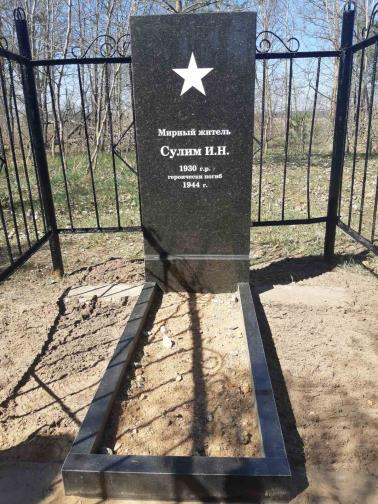 Мирный житель
Сулим И.Н.
1930 г.р.
героически погиб
1944 г.